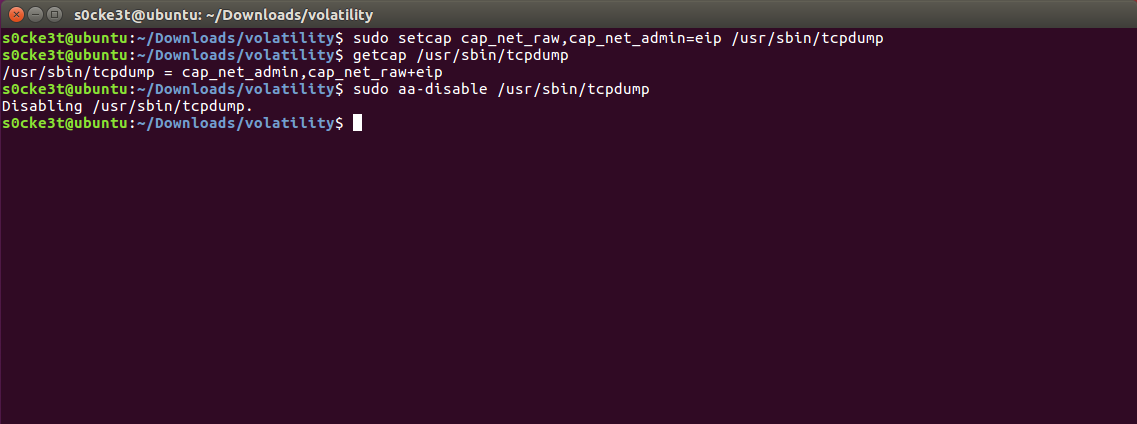 s0cke3t@ubuntu: ~/Downloads/volatility
s0cke3t@ubuntu:~/Downloads/volatility$ sudo setcap cap_net_raw,cap_net_admin=eip /usr/sbin/tcpdump
s0cke3t@ubuntu:~/Downloads/volatility$ getcap /usr/sbin/tcpdump
/usr/sbin/tcpdump = cap_net_admin,cap_net_raw+eip
s0cke3t@ubuntu:~/Downloads/volatility$ sudo aa-disable /usr/sbin/tcpdump
Disabling /usr/sbin/tcpdump.
s0cke3t@ubuntu:~/Downloads/volatility$